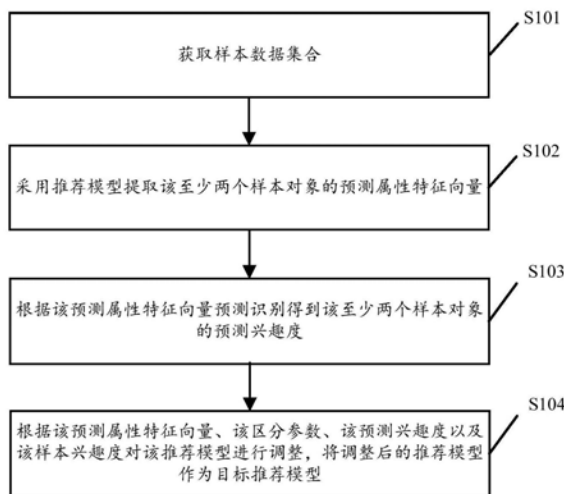 S101
获取样本数据集合
S102
采用推荐模型提取该至少两个样本对象的预测属性特征向量
S103
根据该预测属性特征向量预测识别得到该至少两个样本对象
的预测兴趣度
S104
根据该预测属性特征向量、该区分参数、该预测兴趣度以及
该样本兴趣度对该推荐模型进行调整，将调整后的推荐模型
作为目标推荐模型